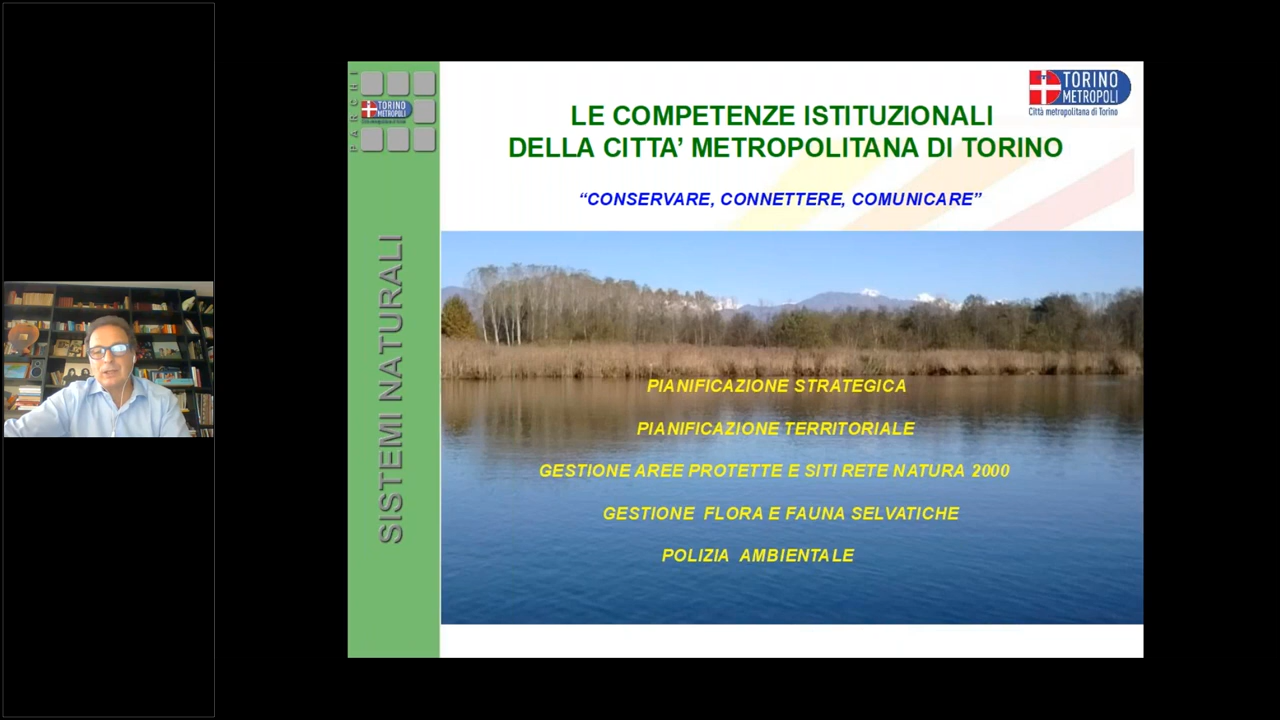 PARCHI
TORINO
METROPOLI
SISTEMI NATURALI
TORINO
METROPOLI
Città metropolitana di Torino
LE COMPETENZE ISTITUZIONALI
DELLA CITTA’ METROPOLITANA DI TORINO
“CONSERVARE, CONNETTERE, COMUNICARE”
PIANIFICAZIONE STRATEGICA
PIANIFICAZIONE TERRITORIALE
GESTIONE AREE PROTETTE E SITI RETE NATURA 2000
GESTIONE FLORA E FAUNA SELVATICHE
POLIZIA AMBIENTALE